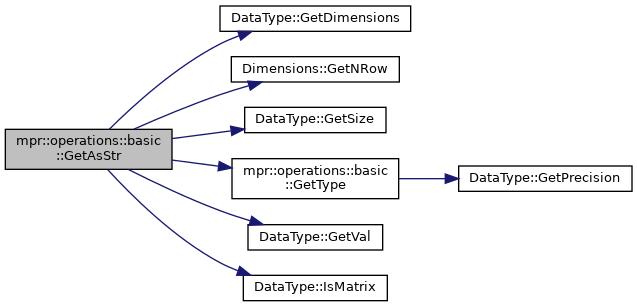 DataType::GetDimensions
Dimensions::GetNRow
mpr::operations::basic
::GetAsStr
DataType::GetSize
mpr::operations::basic
::GetType
DataType::GetPrecision
DataType::GetVal
DataType::IsMatrix